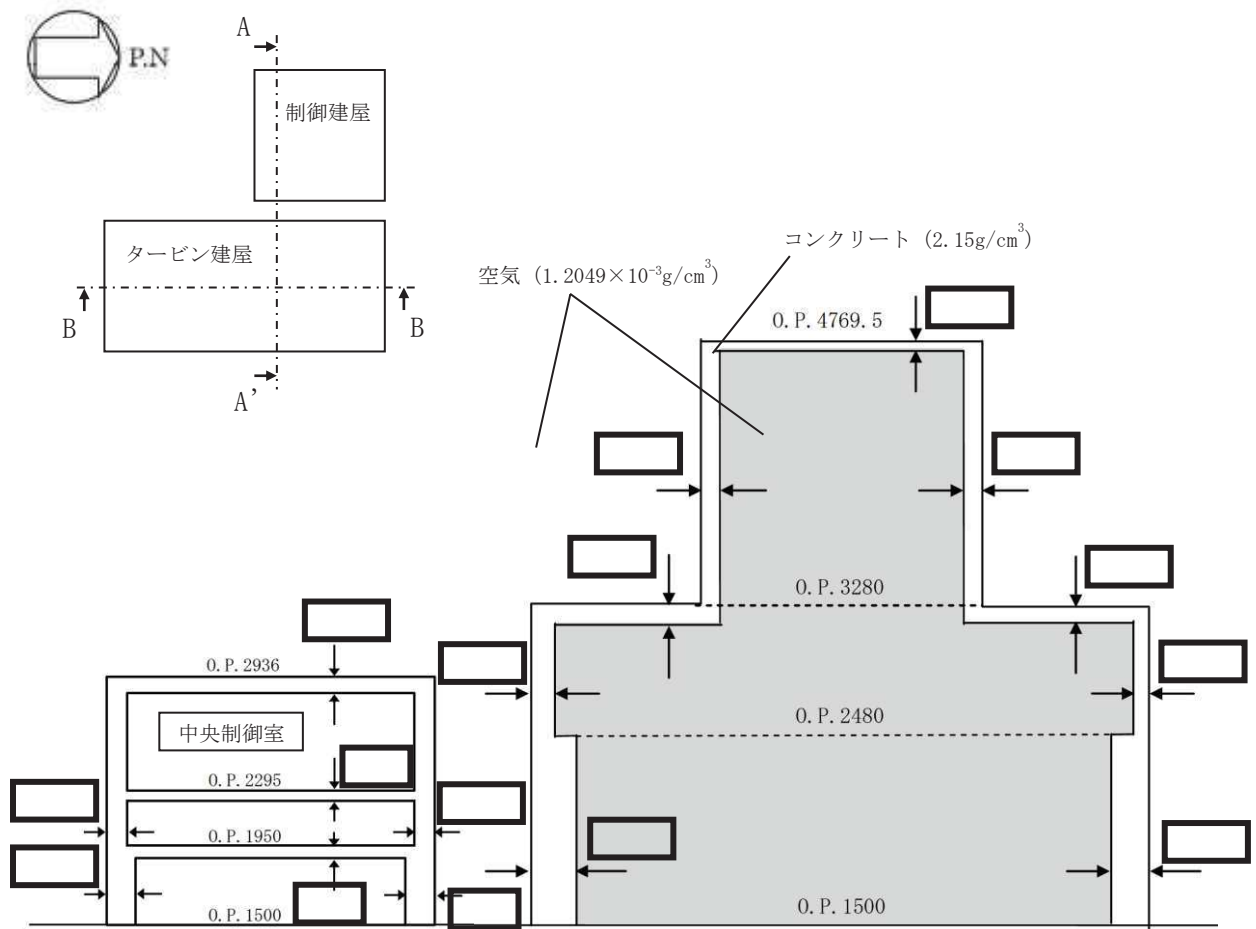 P.N
A
制御建屋
タービン建屋
B
B
A’
コンクリート (2.15g/cm³)
空気 (1.2049×10⁻³g/cm³)
O.P.4769.5
O.P.3280
O.P.2936
中央制御室
O.P.2480
O.P.2295
O.P.1950
O.P.1500
O.P.1500